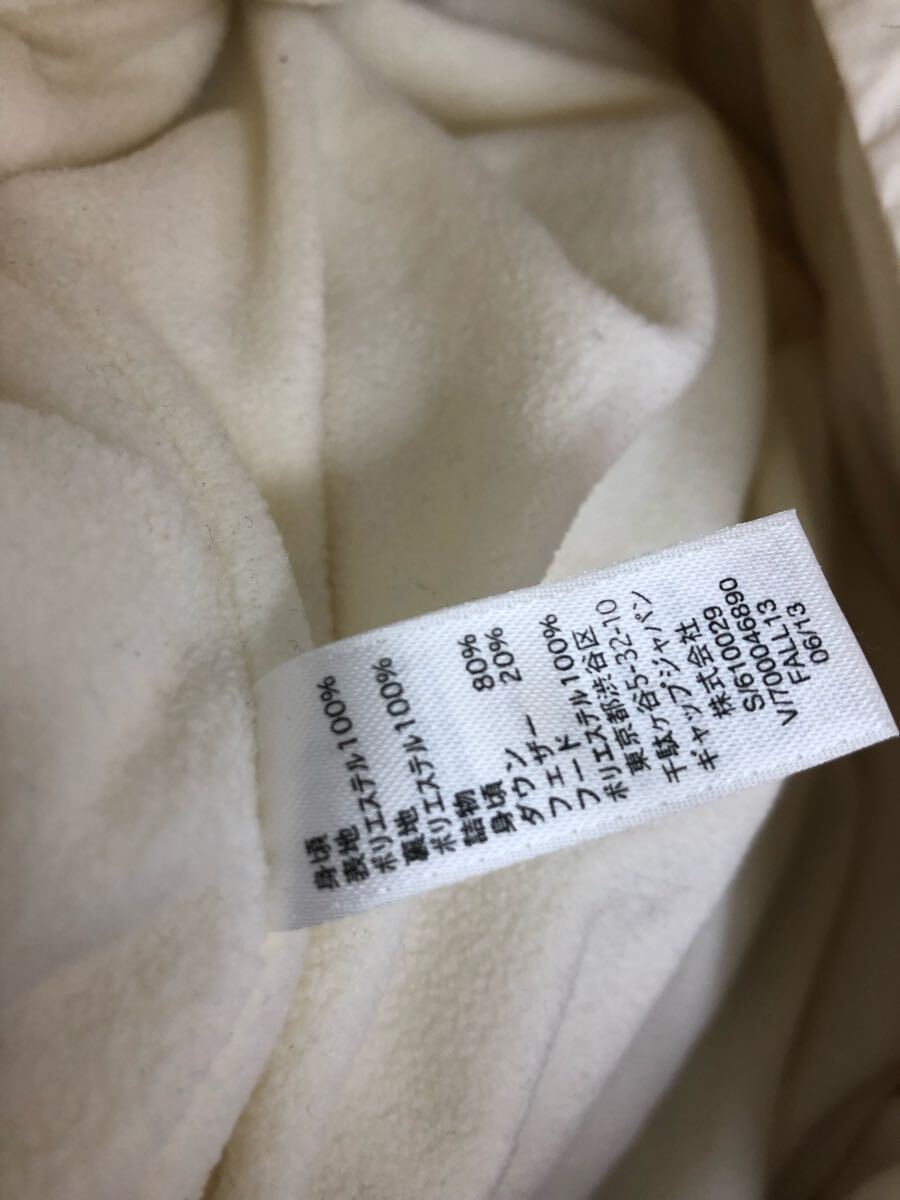 身頃
表地
ポリエステル100%
裏地
ポリエステル100%
詰物
身頃
ダウン 80%
フェザー 20%
フード
ポリエステル100%
東京都渋谷区
千駄ヶ谷5-32-10
ギャップジャパン
株式会社
S/610029
V/7000046890
FALL13
06/13